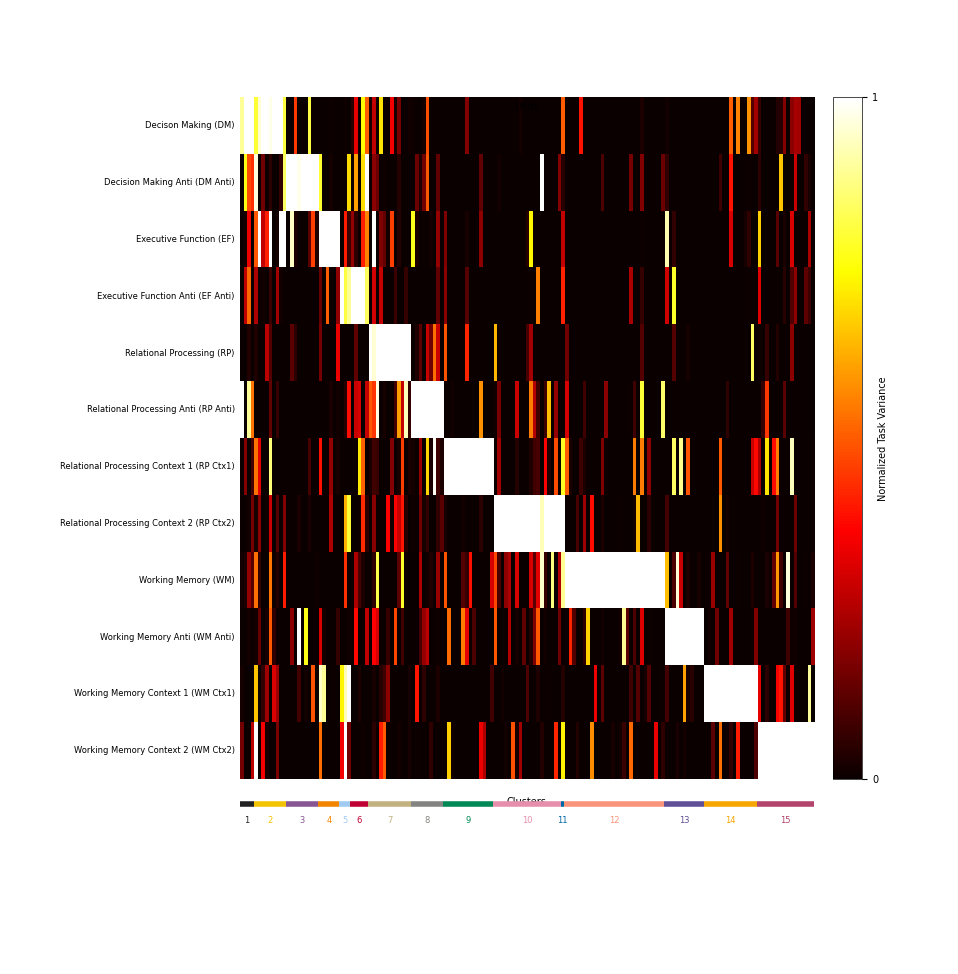 Decison Making (DM)
Decision Making Anti (DM Anti)
Executive Function (EF)
Executive Function Anti (EF Anti)
Relational Processing (RP)
Relational Processing Anti (RP Anti)
Relational Processing Context 1 (RP Ctx1)
Relational Processing Context 2 (RP Ctx2)
Working Memory (WM)
Working Memory Anti (WM Anti)
Working Memory Context 1 (WM Ctx1)
Working Memory Context 2 (WM Ctx2)
Clusters
1 2 3 4 5 6 7 8 9 10 11 12 13 14 15
1
Normalized Task Variance
0